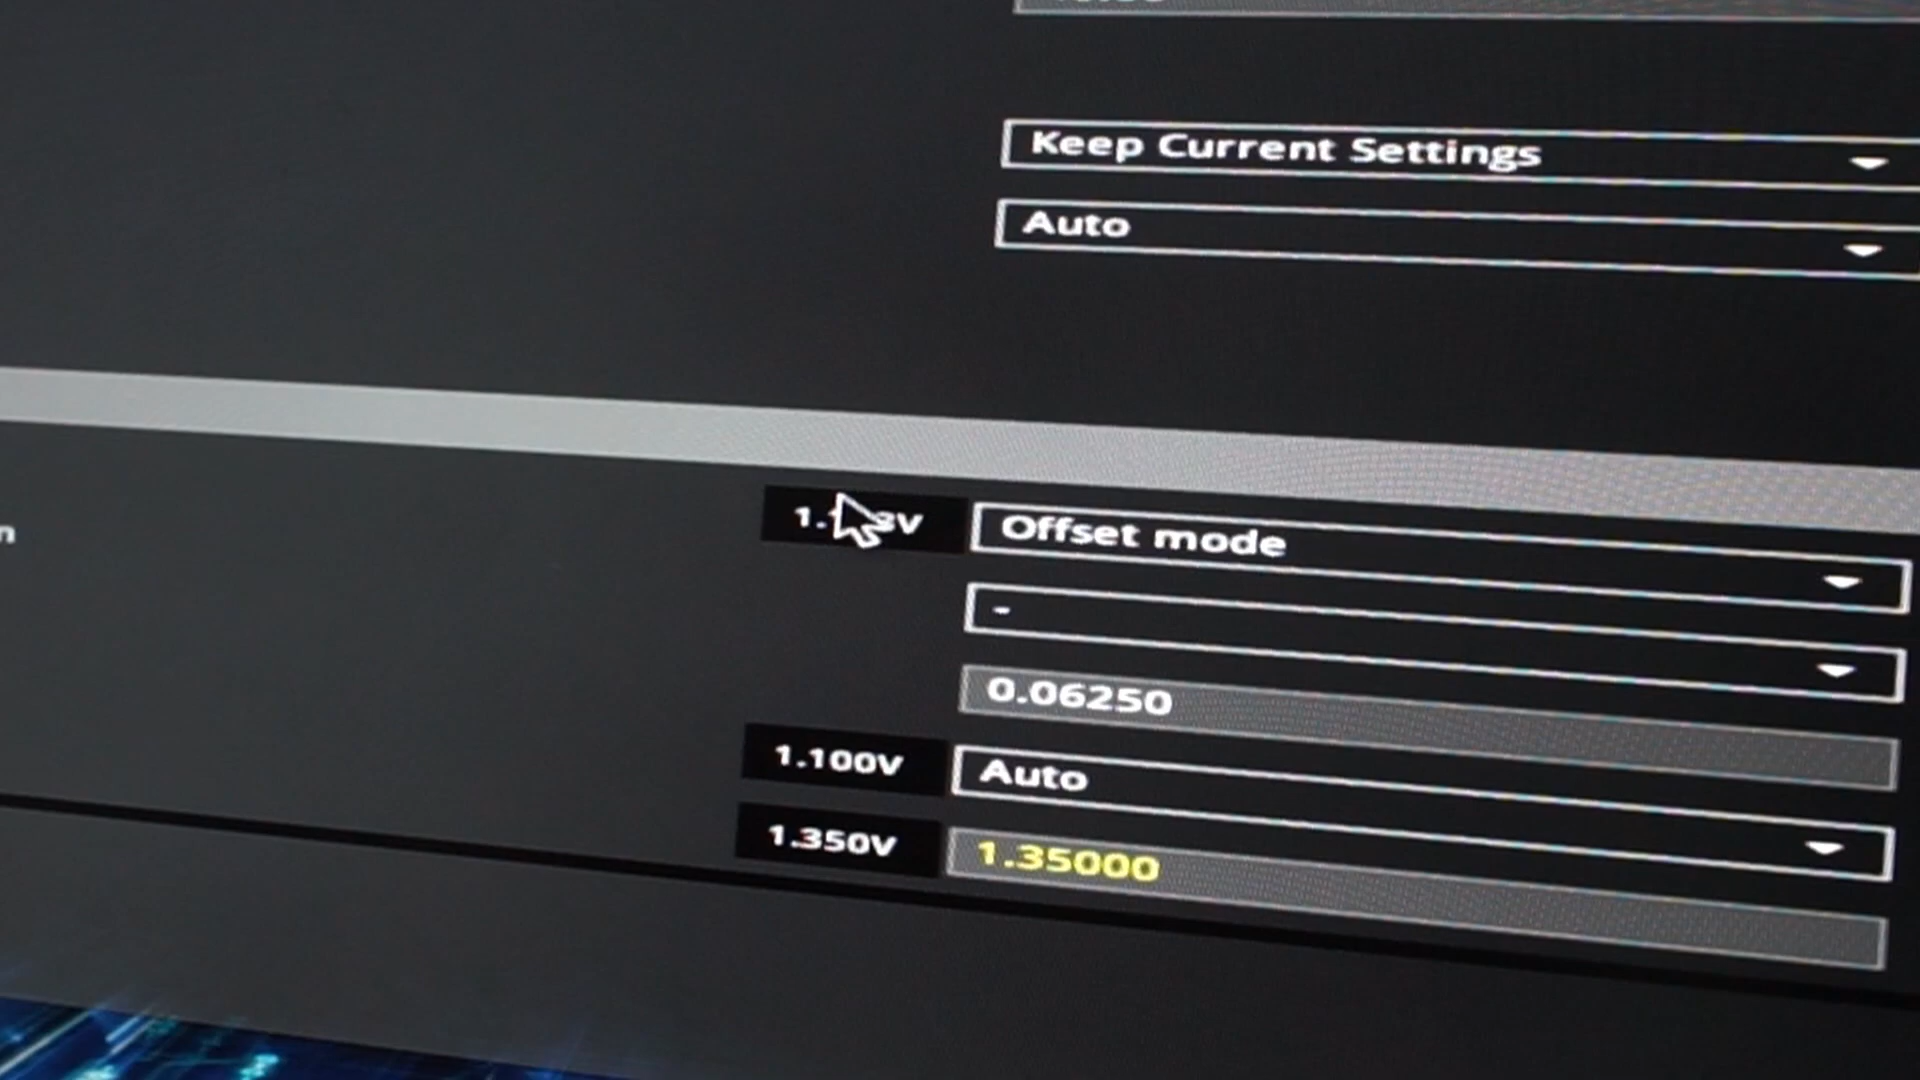 Keep Current Settings
Auto
Offset mode
-
0.06250
1.100V Auto
1.350V 1.35000